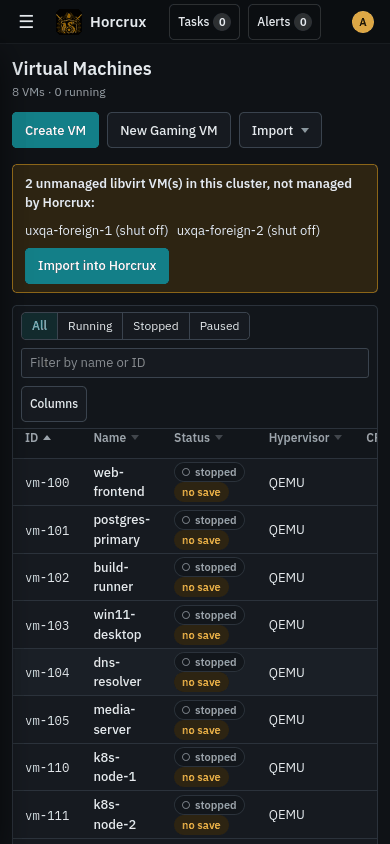 Horcrux
Tasks 0
Alerts 0
A
Virtual Machines
8 VMs · 0 running
Create VM
New Gaming VM
Import
2 unmanaged libvirt VM(s) in this cluster, not managed
by Horcrux:
uxqa-foreign-1 (shut off) uxqa-foreign-2 (shut off)
Import into Horcrux
All
Running
Stopped
Paused
Filter by name or ID
Columns
ID Name Status Hypervisor
vm-100 web-frontend stopped no save QEMU
vm-101 postgres-primary stopped no save QEMU
vm-102 build-runner stopped no save QEMU
vm-103 win11-desktop stopped no save QEMU
vm-104 dns-resolver stopped no save QEMU
vm-105 media-server stopped no save QEMU
vm-110 k8s-node-1 stopped no save QEMU
vm-111 k8s-node-2 stopped no save QEMU